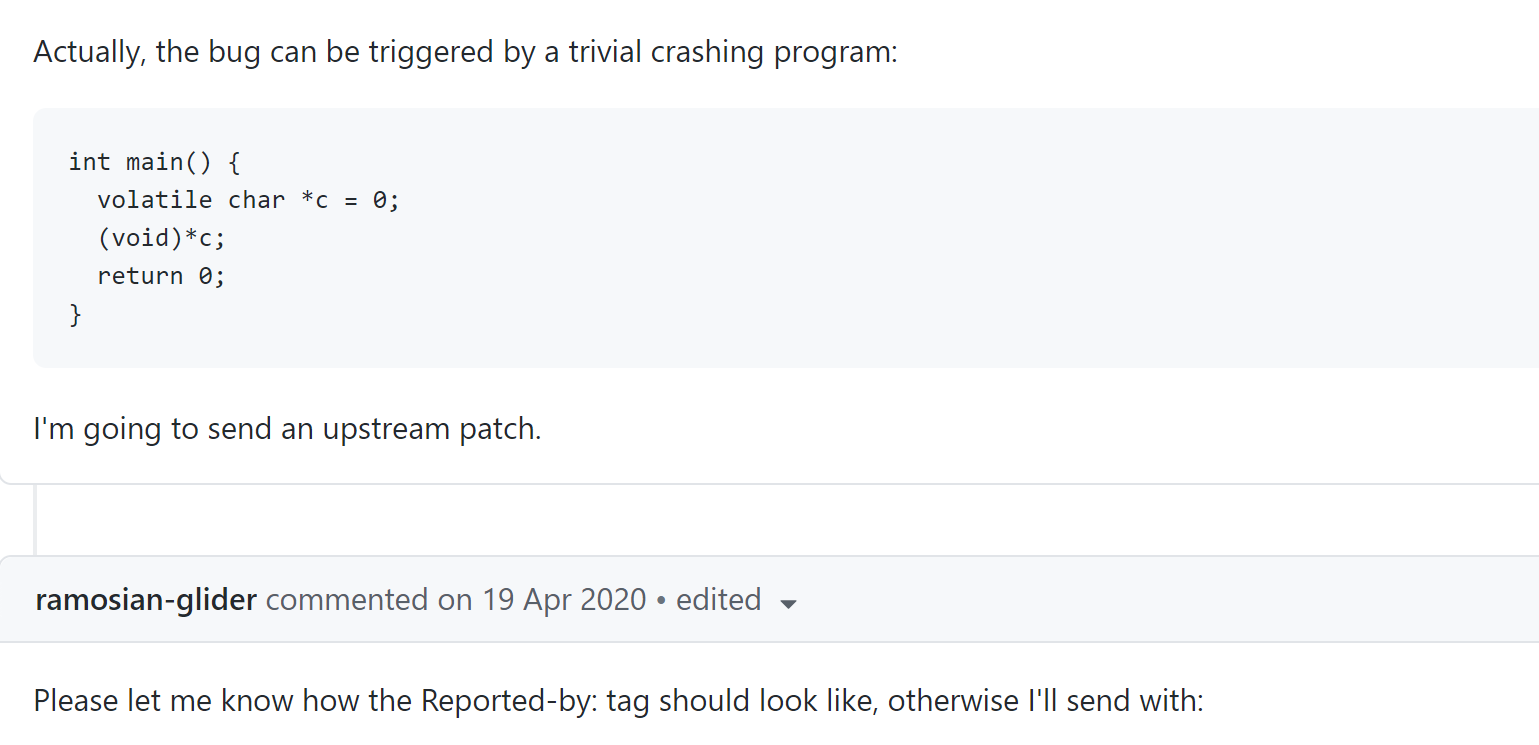 Actually, the bug can be triggered by a trivial crashing program:
int main() {
  volatile char *c = 0;
  (void)*c;
  return 0;
}
I'm going to send an upstream patch.
ramosian-glider commented on 19 Apr 2020 • edited
Please let me know how the Reported-by: tag should look like, otherwise I'll send with: